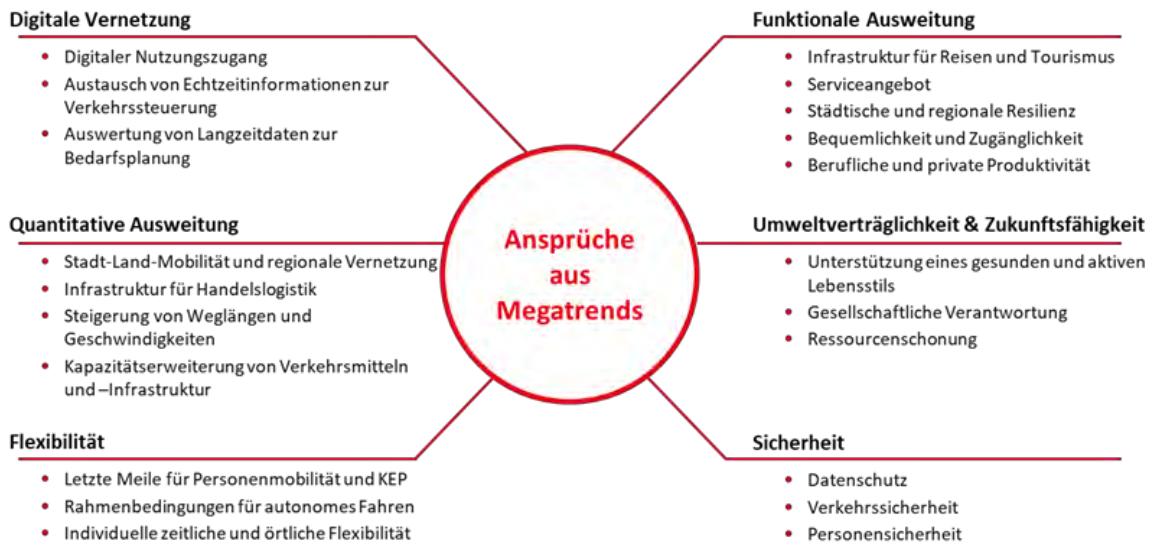 Digitale Vernetzung
• Digitaler Nutzungszugang
• Austausch von Echtzeitinformationen zur
Verkehrssteuerung
• Auswertung von Langzeitdaten zur
Bedarfsplanung
Quantitative Ausweitung
• Stadt-Land-Mobilität und regionale Vernetzung
• Infrastruktur für Handelslogistik
• Steigerung von Weglängen und
Geschwindigkeiten
• Kapazitätserweiterung von Verkehrsmitteln
und –Infrastruktur
Flexibilität
• Letzte Meile für Personenmobilität und KEP
• Rahmenbedingungen für autonomes Fahren
• Individuelle zeitliche und örtliche Flexibilität
Ansprüche
aus
Megatrends
Funktionale Ausweitung
• Infrastruktur für Reisen und Tourismus
• Serviceangebot
• Städtische und regionale Resilienz
• Bequemlichkeit und Zugänglichkeit
• Berufliche und private Produktivität
Umweltverträglichkeit & Zukunftsfähigkeit
• Unterstützung eines gesunden und aktiven
Lebensstils
• Gesellschaftliche Verantwortung
• Ressourcenschonung
Sicherheit
• Datenschutz
• Verkehrssicherheit
• Personensicherheit